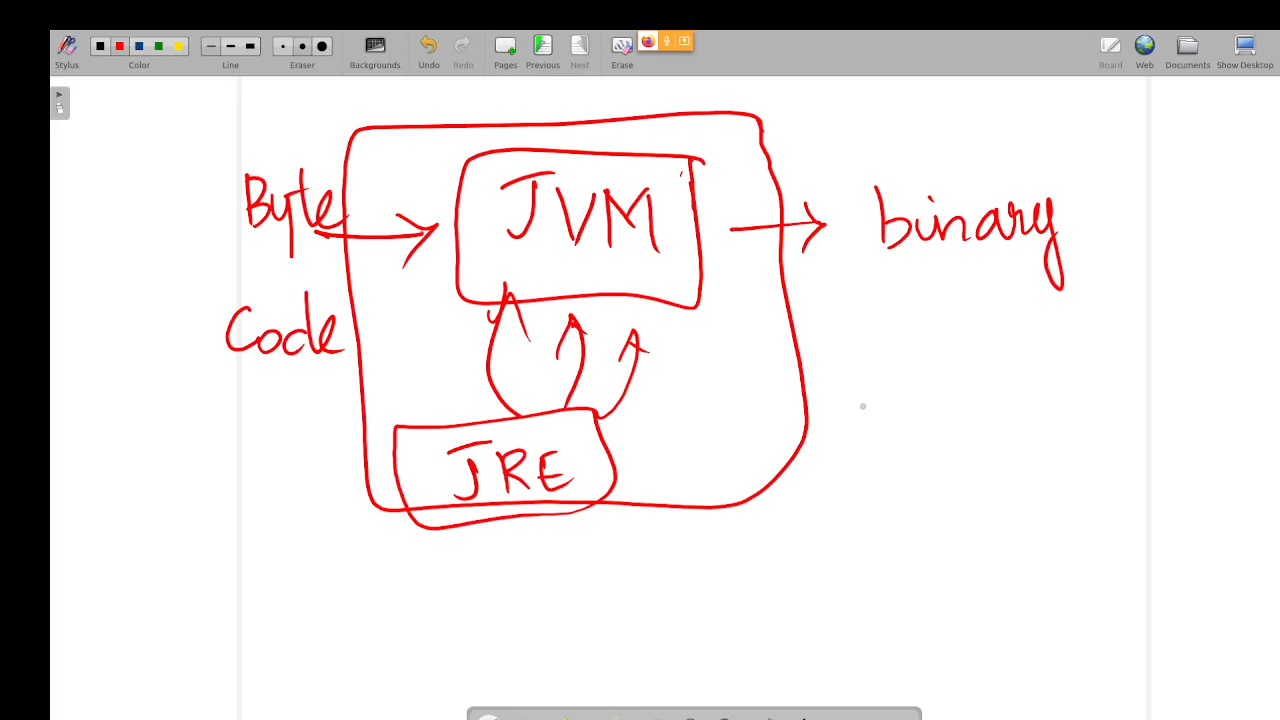 Stylus
Color
Line
Eraser
Backgrounds
Undo
Redo
Pages
Previous
Next
Erase
Board
Web
Documents
Show Desktop
Byte
Code
JVM
binary
JRE